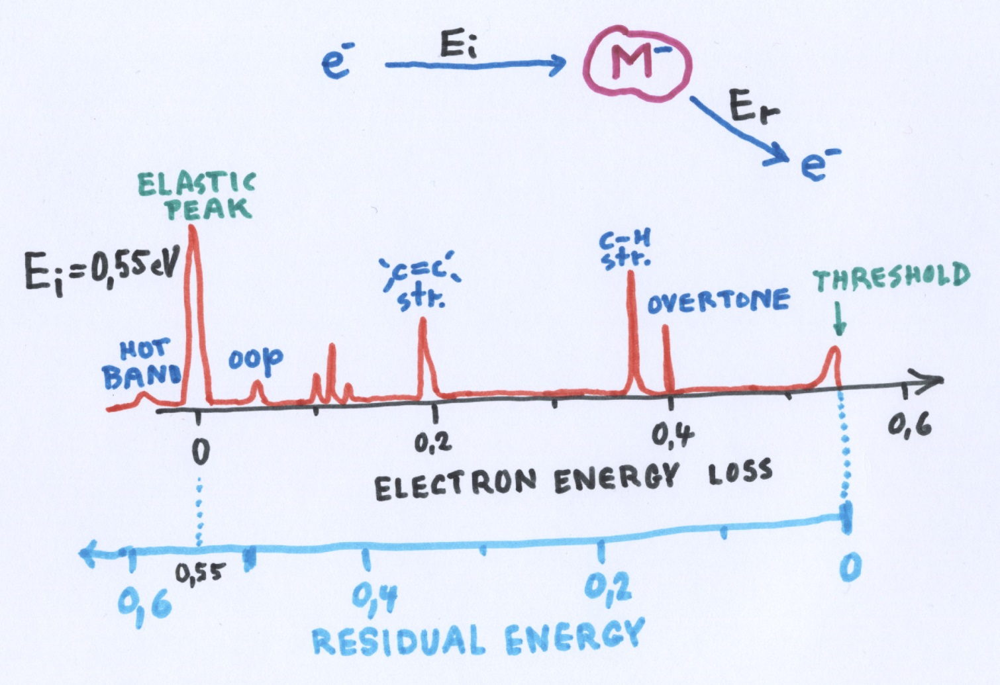 e⁻
Ei
M⁻
Er
e⁻
ELASTIC
PEAK
Ei=0,55eV
HOT
BAND
oop
C=C
str.
C-H
str.
OVERTONE
THRESHOLD
0
0,2
0,4
0,6
ELECTRON ENERGY LOSS
0,6
0,55
0,4
0,2
0
RESIDUAL ENERGY